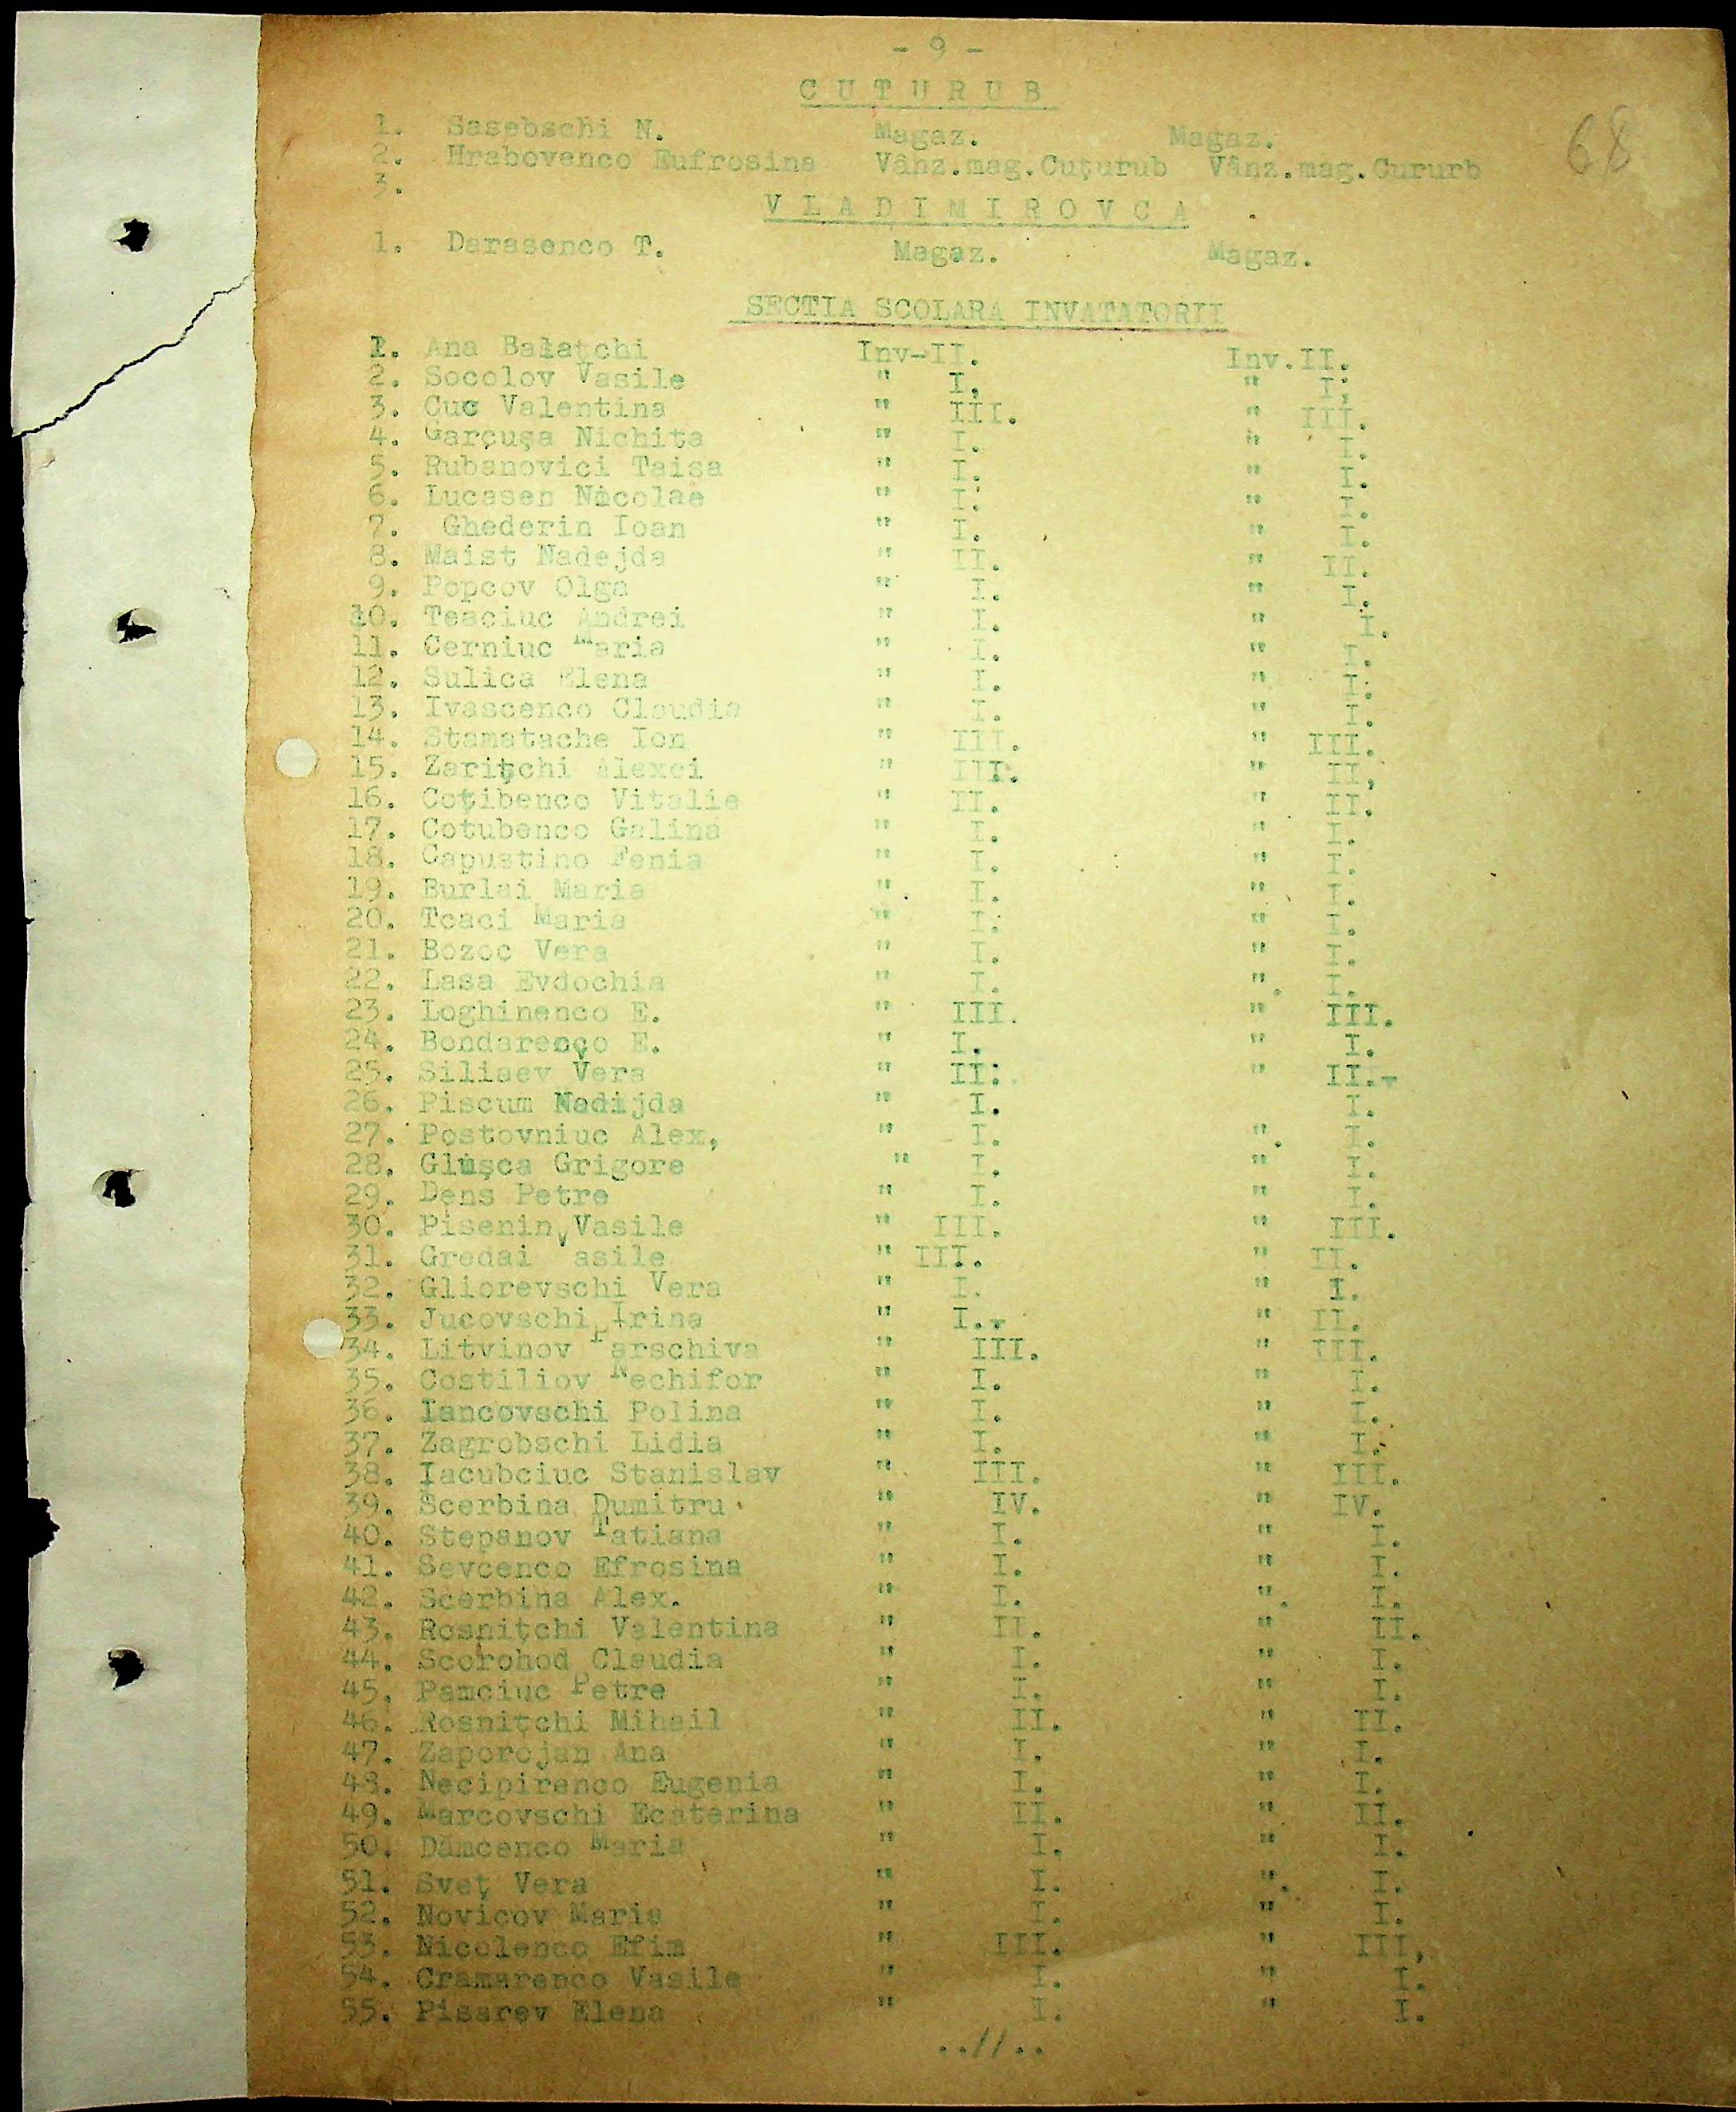 - 9 -
CUTURUB
68
1. Sasebschi N. Magaz. Magaz.
2. Hrabovenco Eufrosina Vânz.mag.Cuţurub Vânz.mag.Cururb
3.
VLADIMIROVCA
1. Darasenco T. Magaz. Magaz.
SECTIA SCOLARA INVATATORII
1. Ana Balaţchi Inv-II. Inv.II.
2. Socolov Vasile " I, " I;
3. Cuc Valentina " III. " III.
4. Garcuşa Nichita " I. " I.
5. Rubanovici Taisa " I. " I.
6. Lucasen Nicolae " I. " I.
7. Ghederin Ioan " I. " I.
8. Maist Nadejda " II. " II.
9. Popcov Olga " I. " I.
10. Teaciuc Andrei " I. " I.
11. Cerniuc Maria " I. " I.
12. Sulica Elena " I. " I.
13. Ivascenco Claudia " I. " I.
14. Stamatache Ion " III. " III.
15. Zariţchi Alexei " III. " II,
16. Coţibenco Vitalie " II. " II.
17. Cotubenco Galina " I. " I.
18. Capustino Fenia " I. " I.
19. Burlai Maria " I. " I.
20. Tcaci Maria " I. " I.
21. Bozoc Vera " I. " I.
22. Lasa Evdochia " I. ". I.
23. Loghinenco E. " III. " III.
24. Bondarenco E. " I. " I.
25. Siliaev Vera " II. " II.-
26. Piscum Nadijda " I. I.
27. Postovniuc Alex, " I. ". I.
28. Gluşca Grigore " I. " I.
29. Dens Petre " I. " I.
30. Pisenin Vasile " III. " III.
31. Gredai Vasile " III. " II.
32. Gliorevschi Vera " I. " I.
33. Jucovschi Irina " I.- " II.
34. Litvinov Parschiva " III. " III.
35. Costiliov Nechifor " I. " I.
36. Iancovschi Polina " I. " I.
37. Zagrobschi Lidia " I. " I.
38. Iacubciuc Stanislav " III. " III.
39. Scerbina Dumitru " IV. " IV.
40. Stepanov Tatiana " I. " I.
41. Sevcenco Efrosina " I. " I.
42. Scerbina Alex. " I. ". I.
43. Rosniţchi Valentina " II. " II.
44. Scorohod Claudia " I. " I.
45. Pamciuc Petre " I. " I.
46. Rosniţchi Mihail " II. " II.
47. Zaporojan Ana " I. " I.
48. Necipirenco Eugenia " I. " I.
49. Marcovschi Ecaterina " II. " II.
50. Damcenco Maria " I. " I.
51. Sveţ Vera " I. ". I.
52. Novicov Maria " I. " I.
53. Nicolenco Efim " III. " III,
54. Cramarenco Vasile " I. " I.
55. Pisarev Elena " I. " I.
..//..